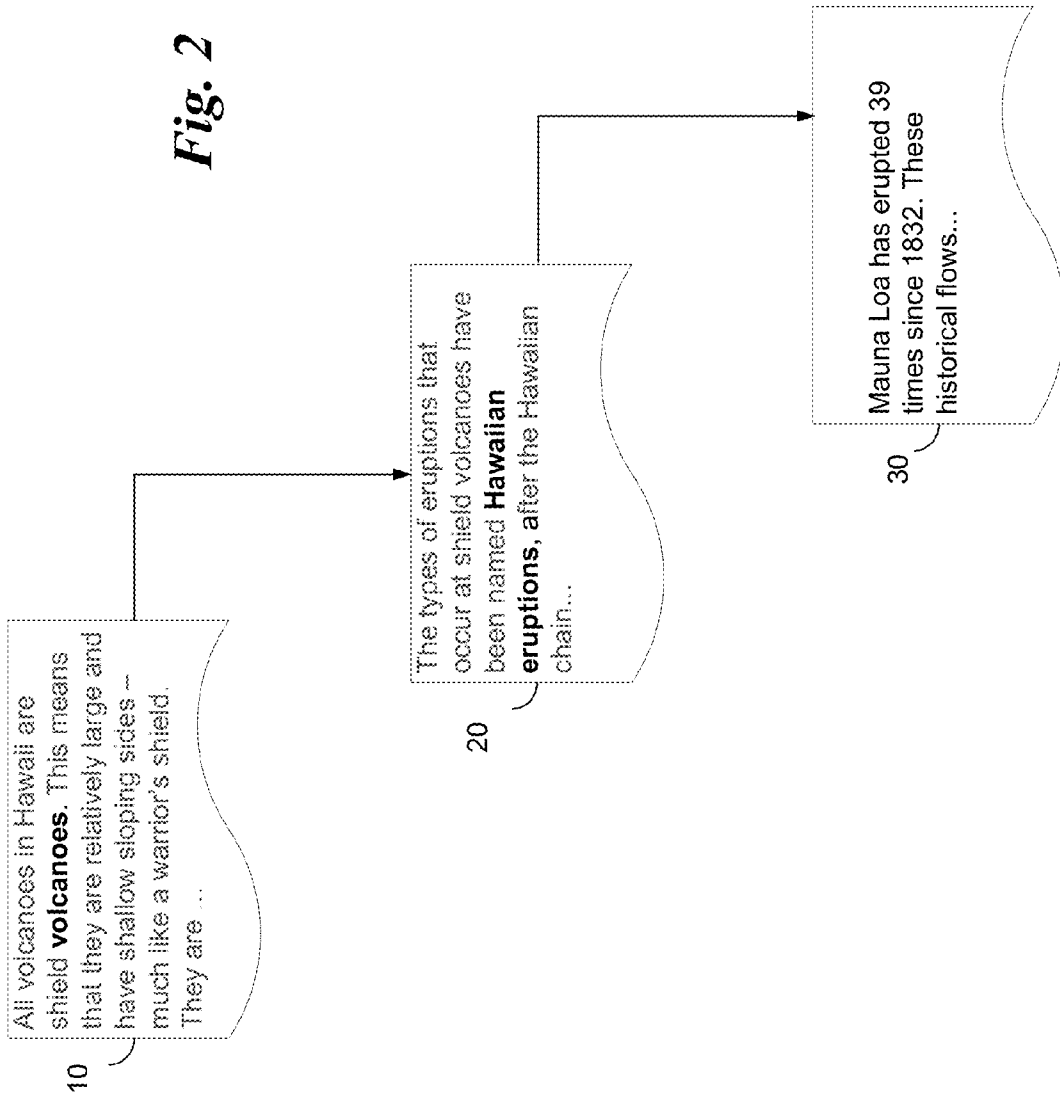 Fig. 2
All volcanoes in Hawaii are
shield volcanoes. This means
that they are relatively large and
have shallow sloping sides –
much like a warrior's shield.
They are ...
10
The types of eruptions that
occur at shield volcanoes have
been named Hawaiian
eruptions, after the Hawaiian
chain...
20
Mauna Loa has erupted 39
times since 1832. These
historical flows...
30